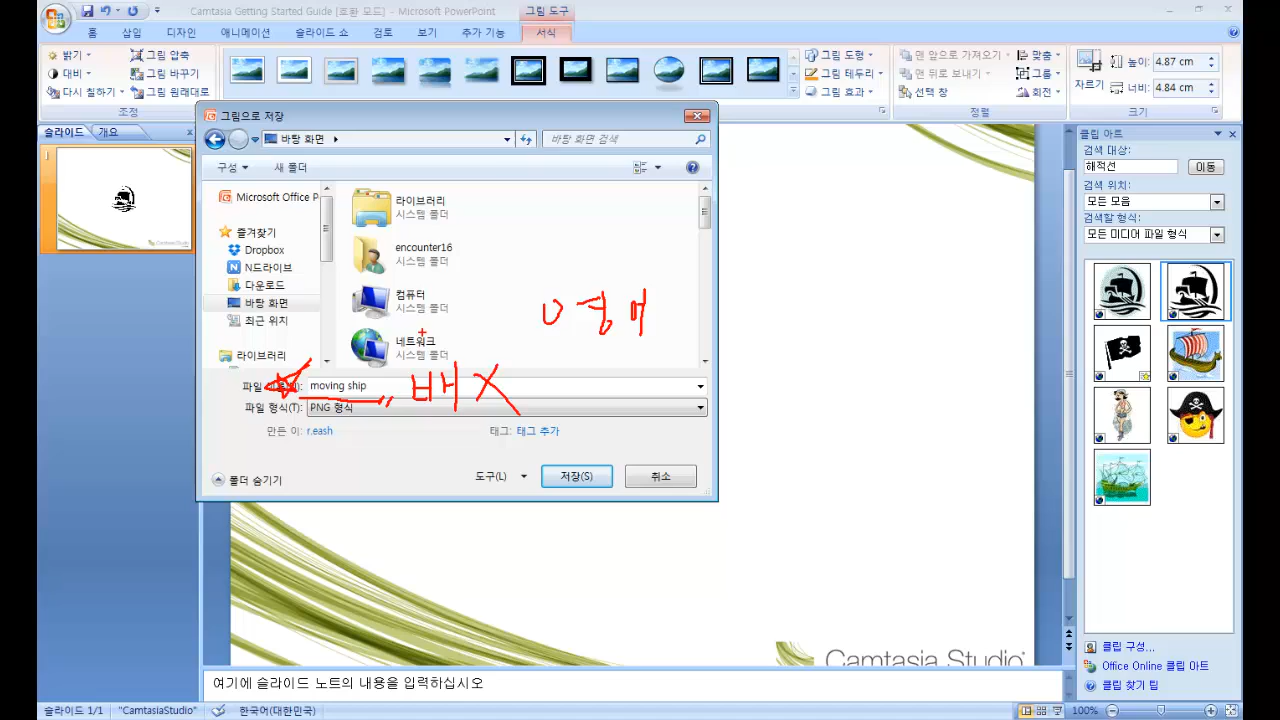 Camtasia Getting Started Guide [호환 모드] - Microsoft PowerPoint
그림 도구
홈 삽입 디자인 애니메이션 슬라이드 쇼 검토 보기 추가 기능 서식
밝기
대비
다시 칠하기
그림 압축
그림 바꾸기
그림 원래대로
조정
그림 도형
그림 테두리
그림 효과
맨 앞으로 가져오기
맨 뒤로 보내기
선택 창
맞춤
그룹
회전
정렬
자르기
높이: 4.87 cm
너비: 4.84 cm
크기
슬라이드 개요
1
그림으로 저장
바탕 화면
바탕 화면 검색
구성 새 폴더
Microsoft Office P
즐겨찾기
Dropbox
N드라이브
다운로드
바탕 화면
최근 위치
라이브러리
라이브러리
시스템 폴더
encounter16
시스템 폴더
컴퓨터
시스템 폴더
네트워크
시스템 폴더
파일 moving ship
배 X
파일 형식(T): PNG 형식
만든 이: r.eash
태그: 태그 추가
폴더 숨기기
도구(L)
저장(S)
취소
클립 아트
검색 대상:
해적선
이동
검색 위치:
모든 모음
검색할 형식:
모든 미디어 파일 형식
클립 구성...
Office Online 클립 아트
클립 찾기 팁
Camtasia Studio
여기에 슬라이드 노트의 내용을 입력하십시오
슬라이드 1/1 "CamtasiaStudio" 한국어(대한민국) 100%